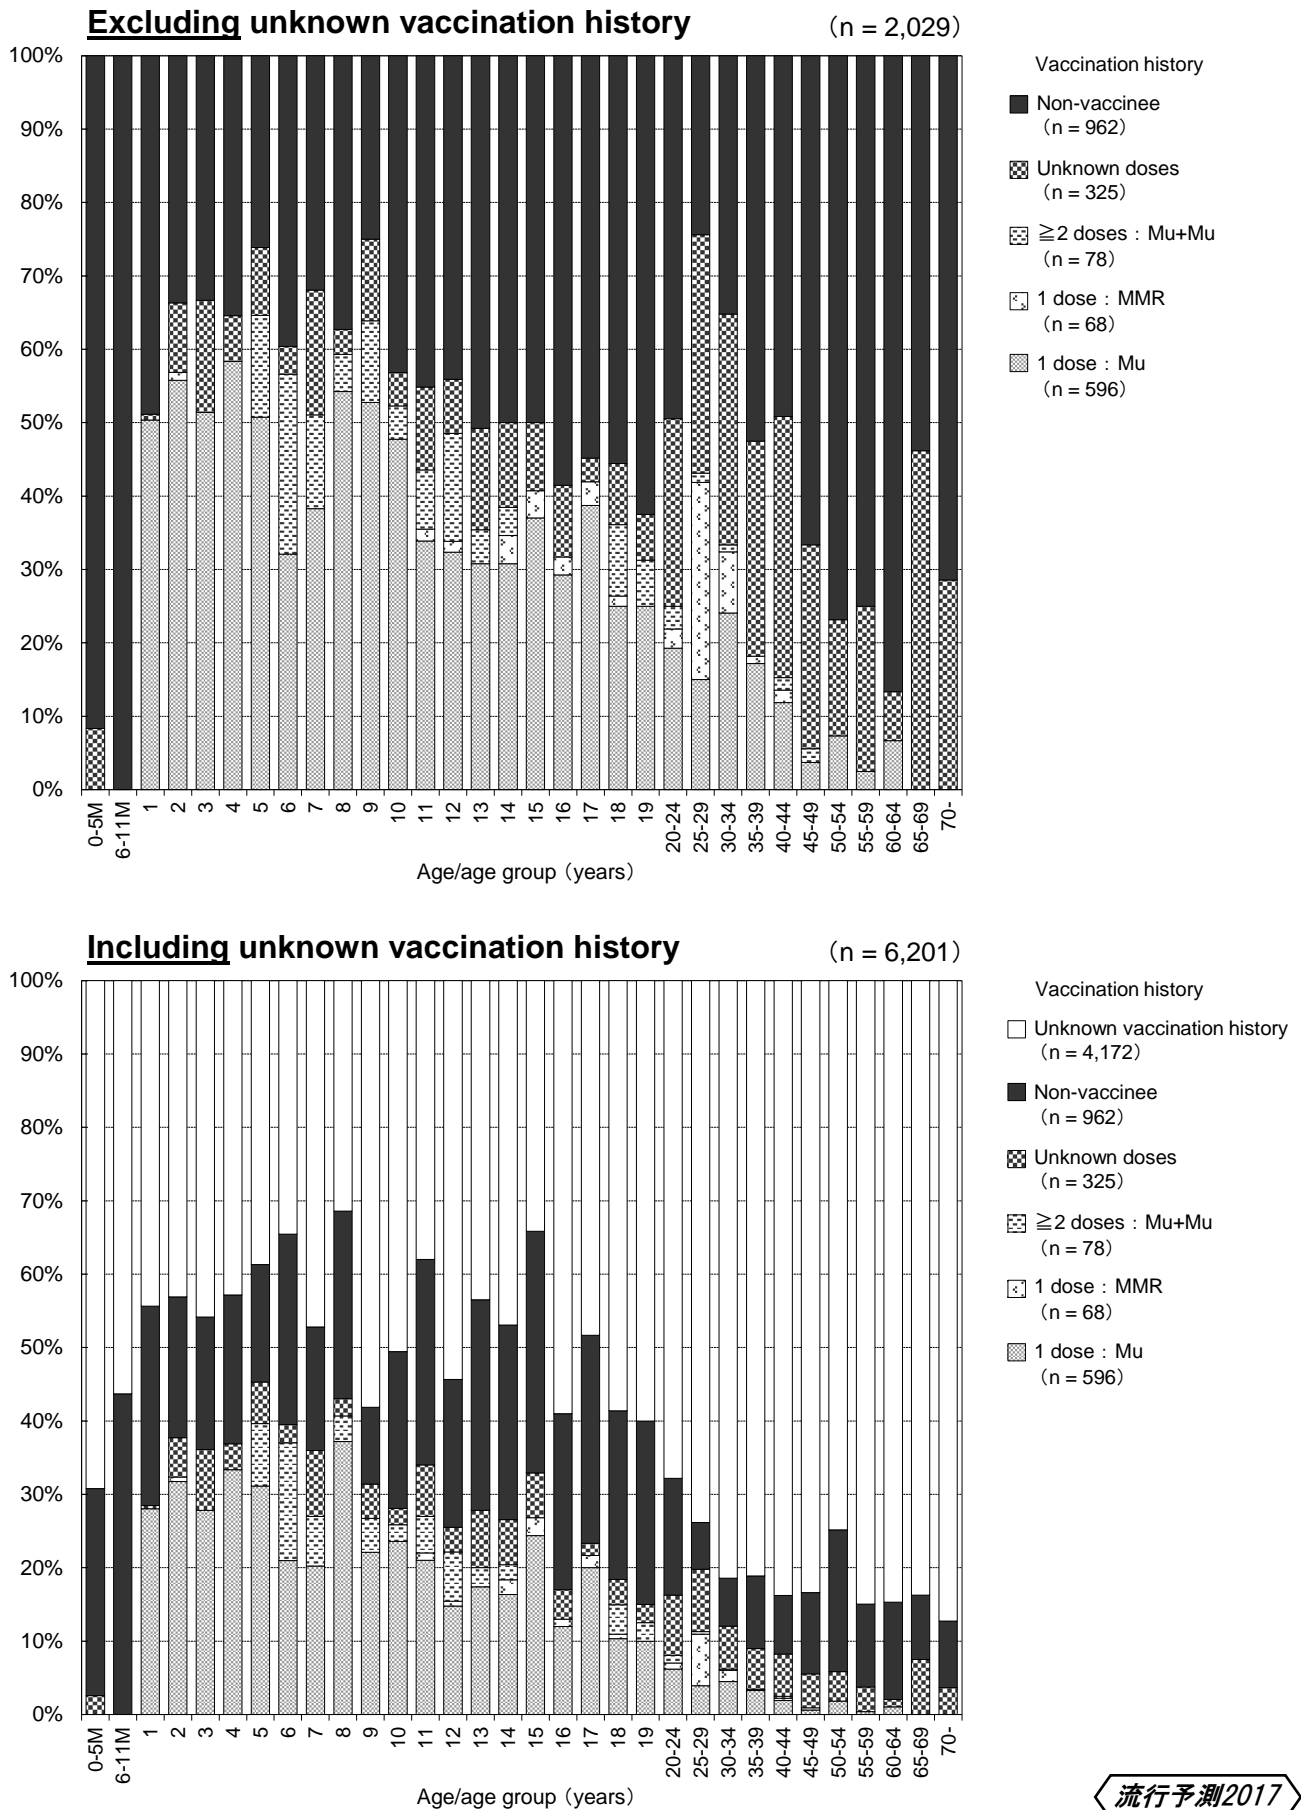 Excluding unknown vaccination history (n = 2,029)
100%
90%
80%
70%
60%
50%
40%
30%
20%
10%
0%
0-5M 6-11M 1 2 3 4 5 6 7 8 9 10 11 12 13 14 15 16 17 18 19 20-24 25-29 30-34 35-39 40-44 45-49 50-54 55-59 60-64 65-69 70-
Age/age group (years)
Vaccination history
Non-vaccinee
(n = 962)
Unknown doses
(n = 325)
≧2 doses : Mu+Mu
(n = 78)
1 dose : MMR
(n = 68)
1 dose : Mu
(n = 596)
Including unknown vaccination history (n = 6,201)
100%
90%
80%
70%
60%
50%
40%
30%
20%
10%
0%
0-5M 6-11M 1 2 3 4 5 6 7 8 9 10 11 12 13 14 15 16 17 18 19 20-24 25-29 30-34 35-39 40-44 45-49 50-54 55-59 60-64 65-69 70-
Age/age group (years)
Vaccination history
Unknown vaccination history
(n = 4,172)
Non-vaccinee
(n = 962)
Unknown doses
(n = 325)
≧2 doses : Mu+Mu
(n = 78)
1 dose : MMR
(n = 68)
1 dose : Mu
(n = 596)
流行予測2017